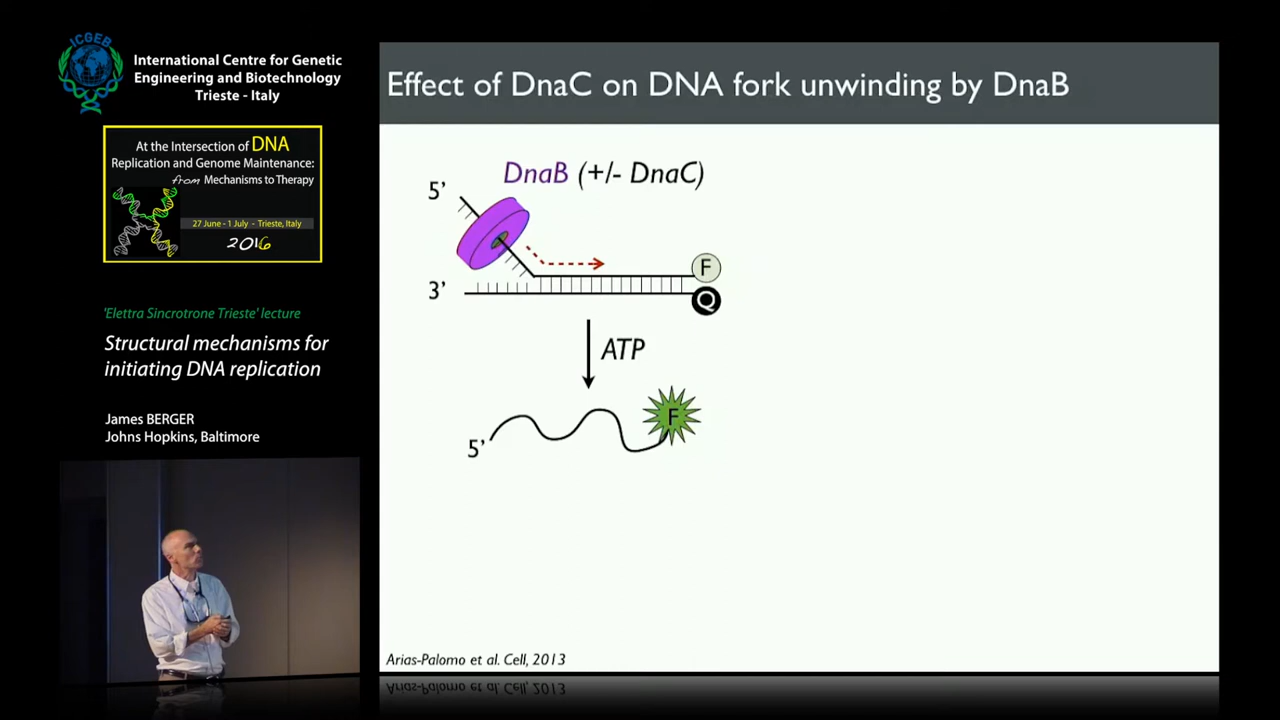 ICGEB
International Centre for Genetic
Engineering and Biotechnology
Trieste - Italy
At the Intersection of DNA
Replication and Genome Maintenance:
from Mechanisms to Therapy
27 June - 1 July - Trieste, Italy
2016
'Elettra Sincrotrone Trieste' lecture
Structural mechanisms for
initiating DNA replication
James BERGER
Johns Hopkins, Baltimore
Effect of DnaC on DNA fork unwinding by DnaB
DnaB (+/- DnaC)
5'
F
3'
Q
ATP
F
5'
Arias-Palomo et al. Cell, 2013